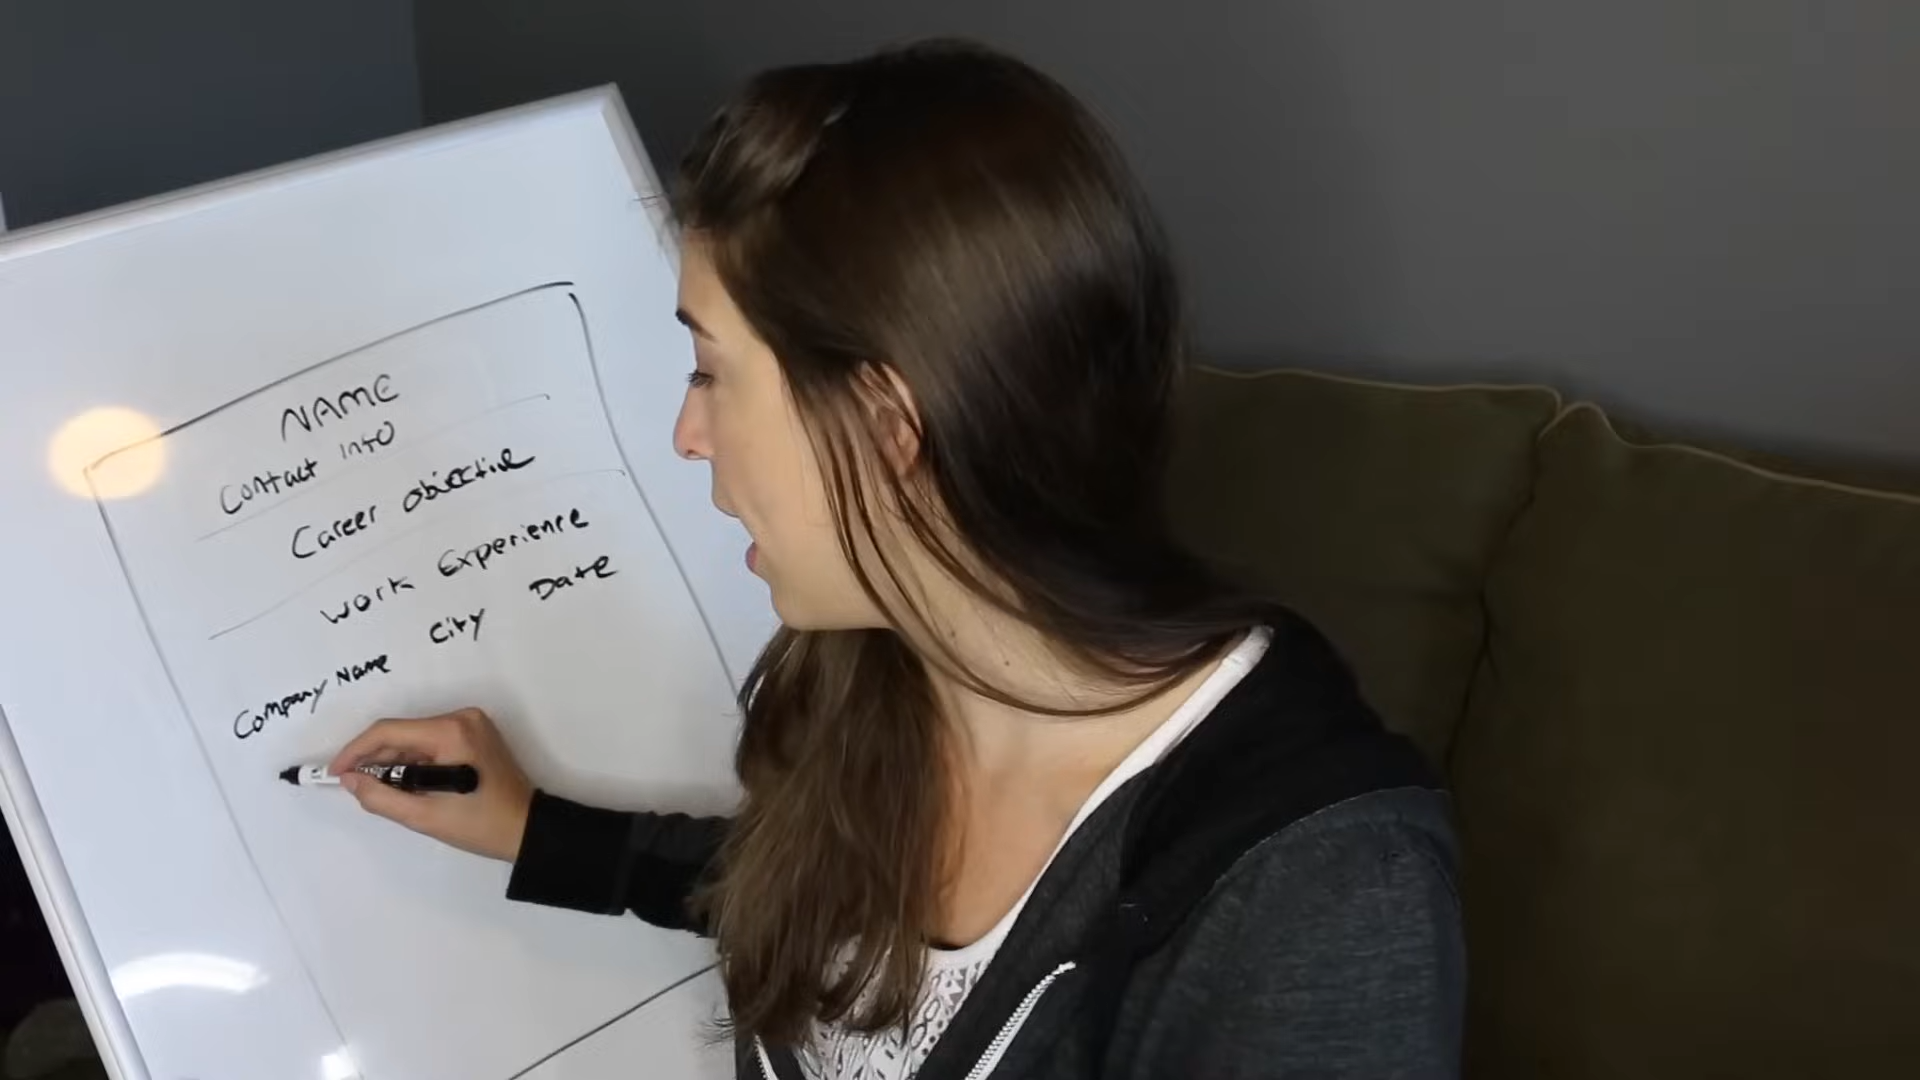 NAME
Contact info
Career objective
Work Experience
Company Name City Date